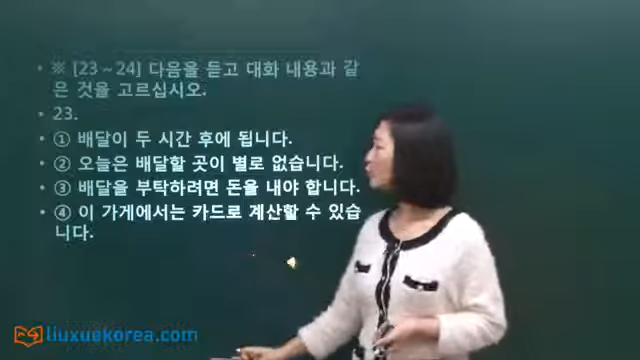 ※ [23～24] 다음을 듣고 대화 내용과 같
은 것을 고르십시오.
23.
① 배달이 두 시간 후에 됩니다.
② 오늘은 배달할 곳이 별로 없습니다.
③ 배달을 부탁하려면 돈을 내야 합니다.
④ 이 가게에서는 카드로 계산할 수 있습
니다.
liuxuekorea.com